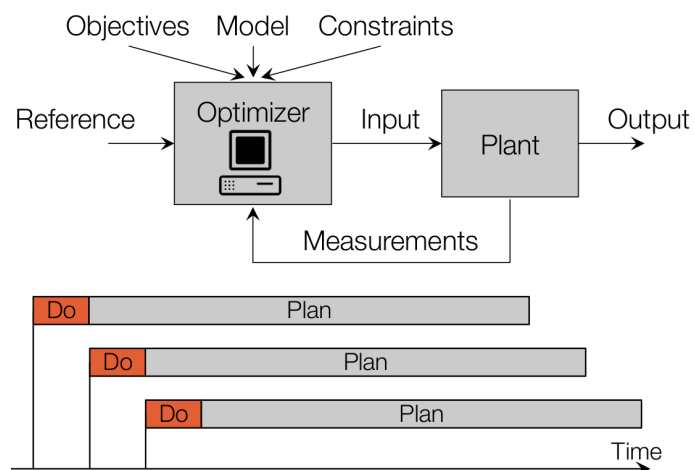 Objectives Model Constraints
Reference
Optimizer
Input
Plant
Output
Measurements
Do Plan
Do Plan
Do Plan
Time